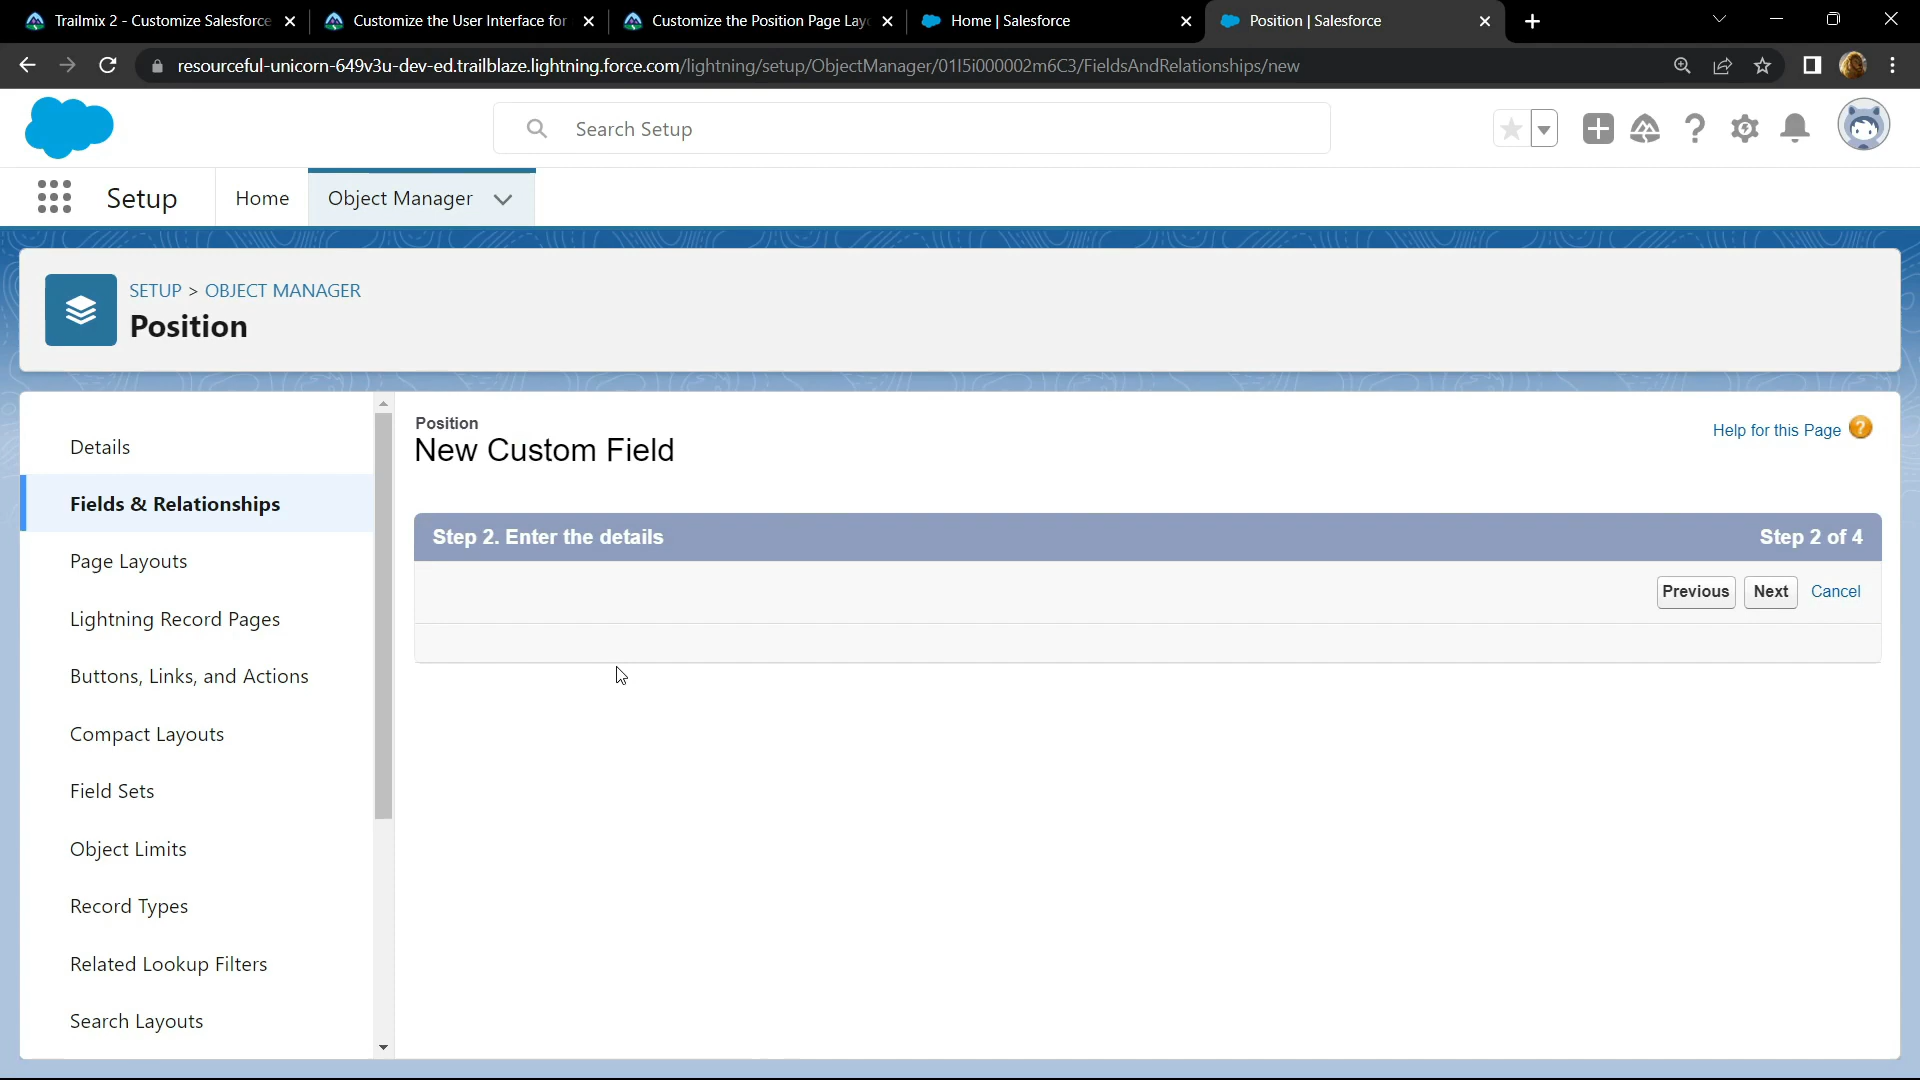 Trailmix 2 - Customize Salesforce
Customize the User Interface for
Customize the Position Page Lay
Home | Salesforce
Position | Salesforce
resourceful-unicorn-649v3u-dev-ed.trailblaze.lightning.force.com/lightning/setup/ObjectManager/01I5i000002m6C3/FieldsAndRelationships/new
Search Setup
Setup
Home
Object Manager
SETUP > OBJECT MANAGER
Position
Details
Fields & Relationships
Page Layouts
Lightning Record Pages
Buttons, Links, and Actions
Compact Layouts
Field Sets
Object Limits
Record Types
Related Lookup Filters
Search Layouts
Position
New Custom Field
Help for this Page
Step 2. Enter the details
Step 2 of 4
Previous
Next
Cancel